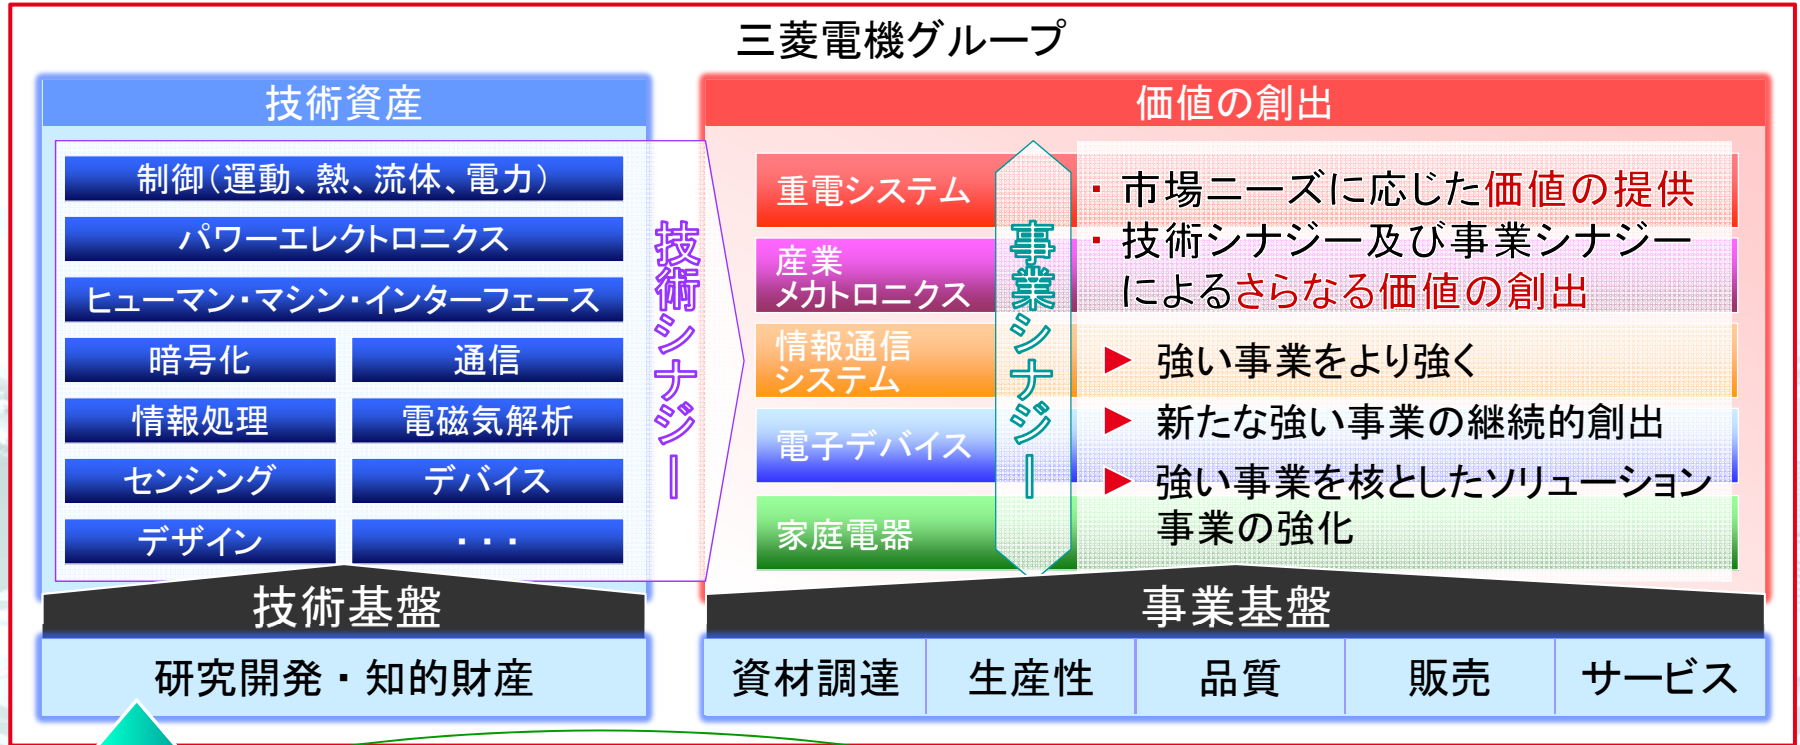 三菱電機グループ
技術資産
制御(運動、熱、流体、電力)
パワーエレクトロニクス
ヒューマン・マシン・インターフェース
暗号化
通信
情報処理
電磁気解析
センシング
デバイス
デザイン
・・・
技術シナジー
技術基盤
研究開発・知的財産
価値の創出
重電システム
産業
メカトロニクス
情報通信
システム
電子デバイス
家庭電器
事業シナジー
・市場ニーズに応じた価値の提供
・技術シナジー及び事業シナジー
によるさらなる価値の創出
▶ 強い事業をより強く
▶ 新たな強い事業の継続的創出
▶ 強い事業を核としたソリューション
事業の強化
事業基盤
資材調達
生産性
品質
販売
サービス